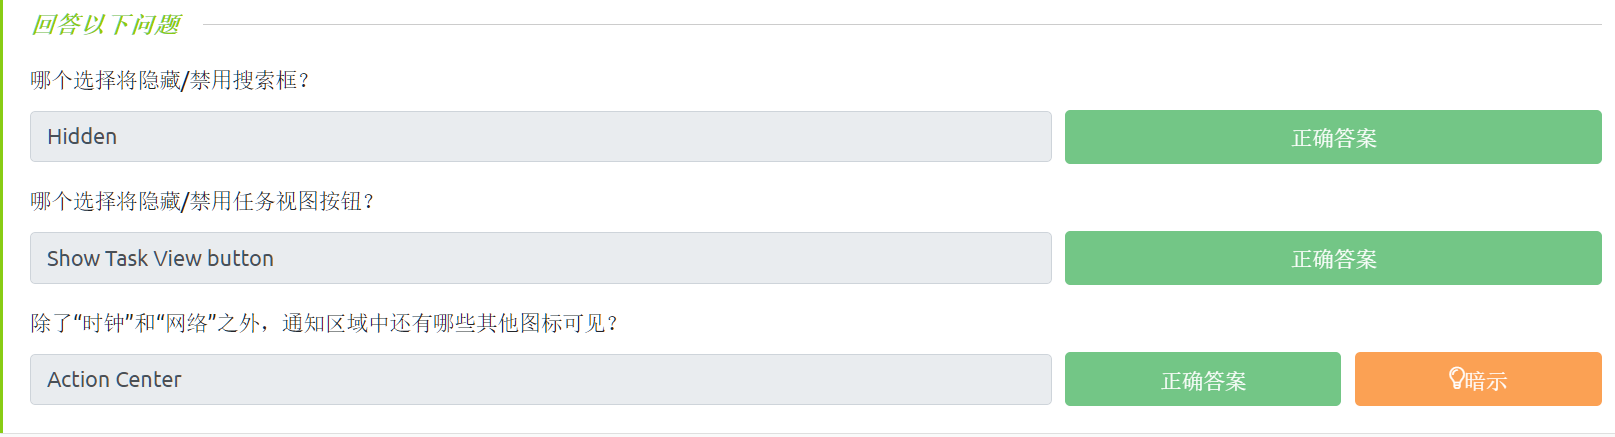 回答以下问题
哪个选择将隐藏/禁用搜索框？
Hidden
正确答案
哪个选择将隐藏/禁用任务视图按钮？
Show Task View button
正确答案
除了“时钟”和“网络”之外，通知区域中还有哪些其他图标可见？
Action Center
正确答案
暗示